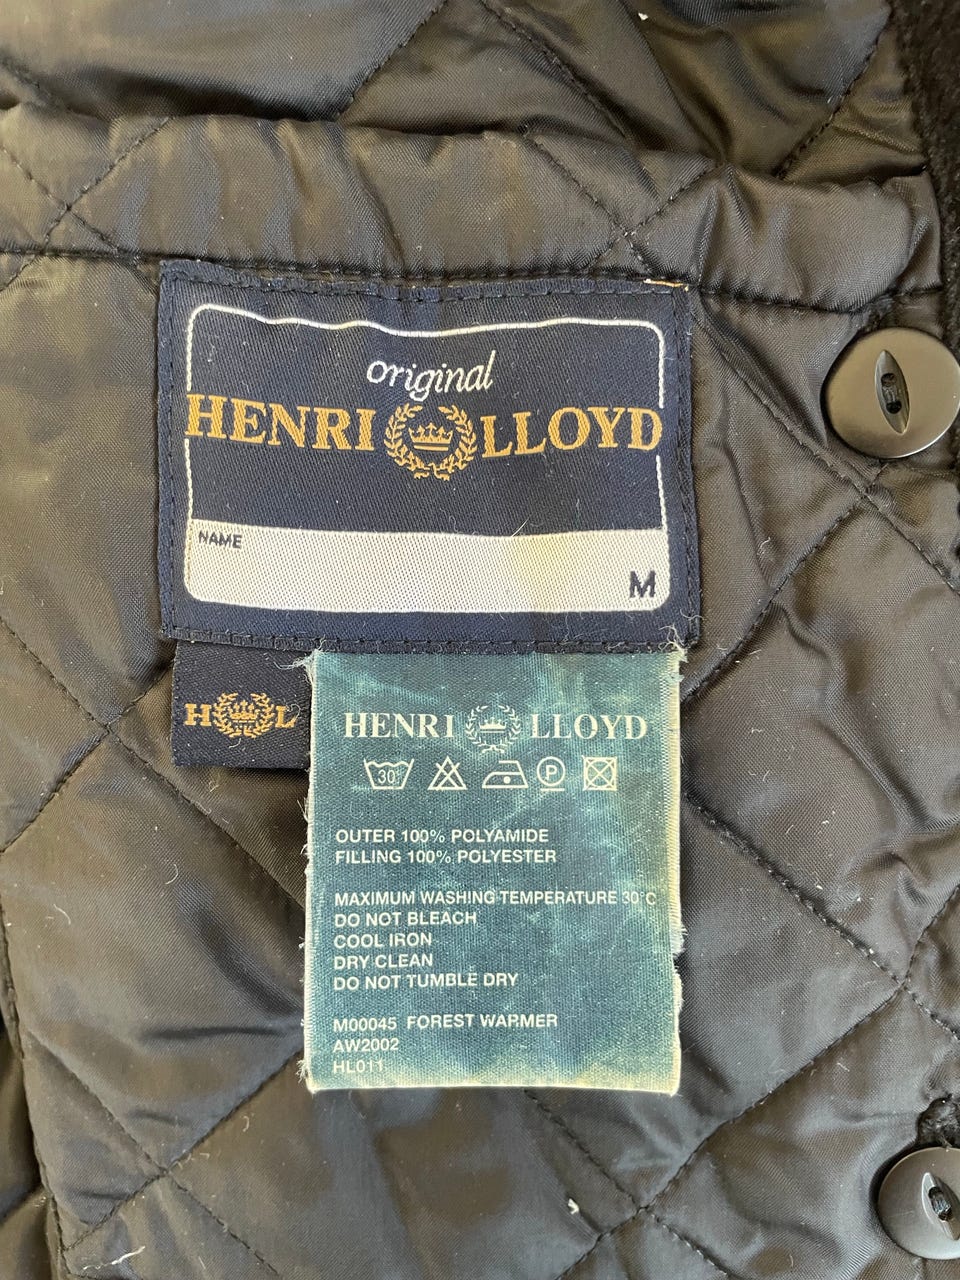 original
HENRI LLOYD
NAME
M
H L
HENRI LLOYD
30
P
OUTER 100% POLYAMIDE
FILLING 100% POLYESTER
MAXIMUM WASHING TEMPERATURE 30°C
DO NOT BLEACH
COOL IRON
DRY CLEAN
DO NOT TUMBLE DRY
M00045 FOREST WARMER
AW2002
HL011